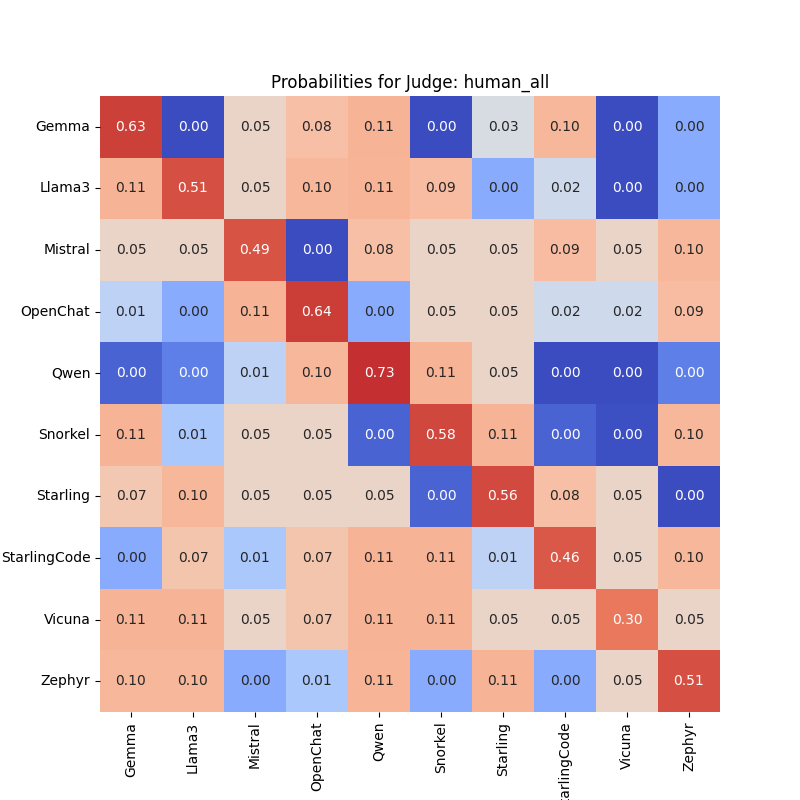 Probabilities for Judge: human_all
Gemma 0.63 0.00 0.05 0.08 0.11 0.00 0.03 0.10 0.00 0.00
Llama3 0.11 0.51 0.05 0.10 0.11 0.09 0.00 0.02 0.00 0.00
Mistral 0.05 0.05 0.49 0.00 0.08 0.05 0.05 0.09 0.05 0.10
OpenChat 0.01 0.00 0.11 0.64 0.00 0.05 0.05 0.02 0.02 0.09
Qwen 0.00 0.00 0.01 0.10 0.73 0.11 0.05 0.00 0.00 0.00
Snorkel 0.11 0.01 0.05 0.05 0.00 0.58 0.11 0.00 0.00 0.10
Starling 0.07 0.10 0.05 0.05 0.05 0.00 0.56 0.08 0.05 0.00
StarlingCode 0.00 0.07 0.01 0.07 0.11 0.11 0.01 0.46 0.05 0.10
Vicuna 0.11 0.11 0.05 0.07 0.11 0.11 0.05 0.05 0.30 0.05
Zephyr 0.10 0.10 0.00 0.01 0.11 0.00 0.11 0.00 0.05 0.51
Gemma Llama3 Mistral OpenChat Qwen Snorkel Starling arlingCode Vicuna Zephyr